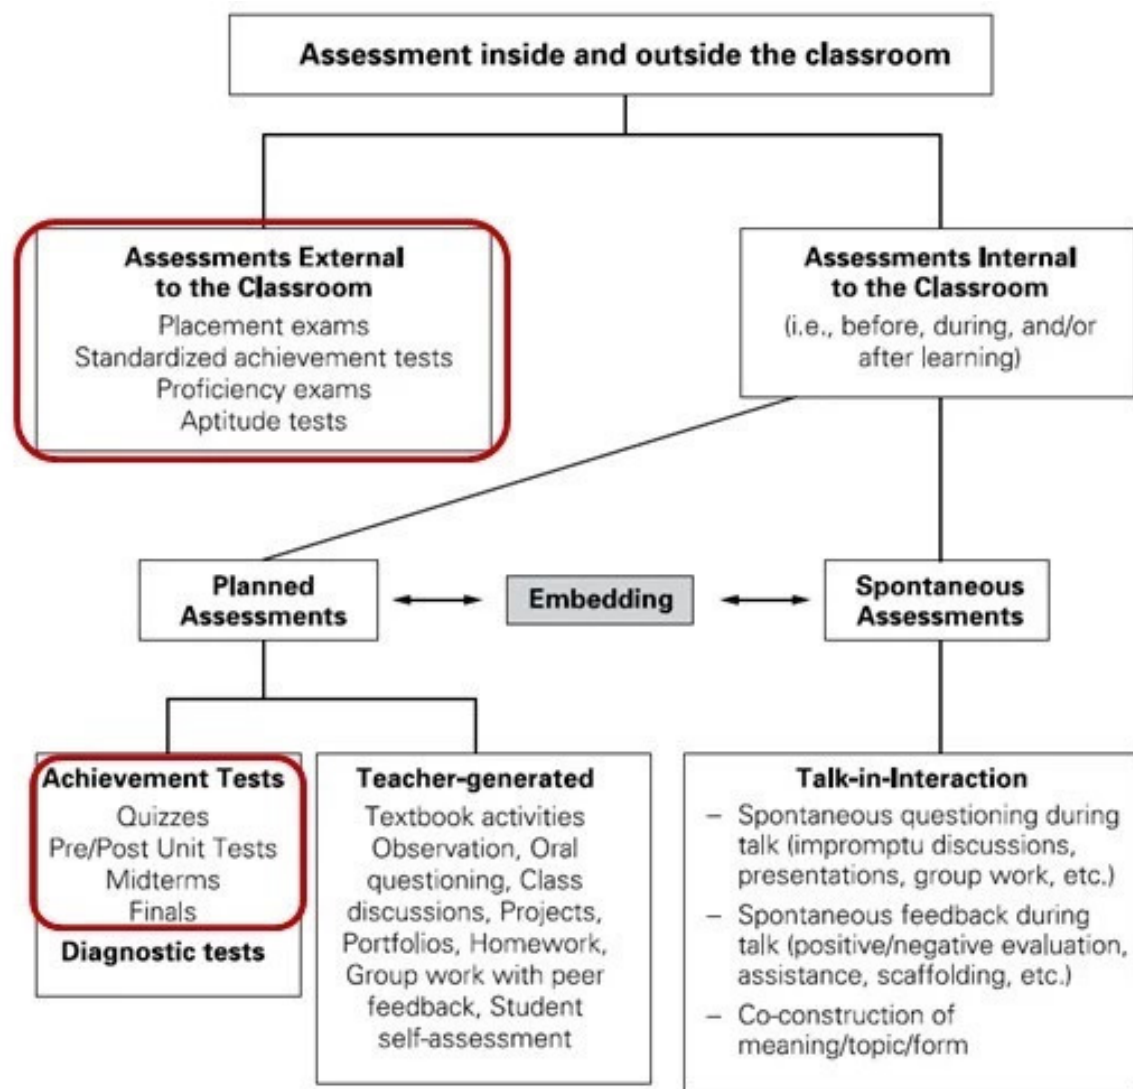 Assessment inside and outside the classroom
Assessments External
to the Classroom
Placement exams
Standardized achievement tests
Proficiency exams
Aptitude tests
Assessments Internal
to the Classroom
(i.e., before, during, and/or
after learning)
Planned
Assessments
Embedding
Spontaneous
Assessments
Achievement Tests
Quizzes
Pre/Post Unit Tests
Midterms
Finals
Diagnostic tests
Teacher-generated
Textbook activities
Observation, Oral
questioning, Class
discussions, Projects,
Portfolios, Homework,
Group work with peer
feedback, Student
self-assessment
Talk-in-Interaction
– Spontaneous questioning during
talk (impromptu discussions,
presentations, group work, etc.)
– Spontaneous feedback during
talk (positive/negative evaluation,
assistance, scaffolding, etc.)
– Co-construction of
meaning/topic/form